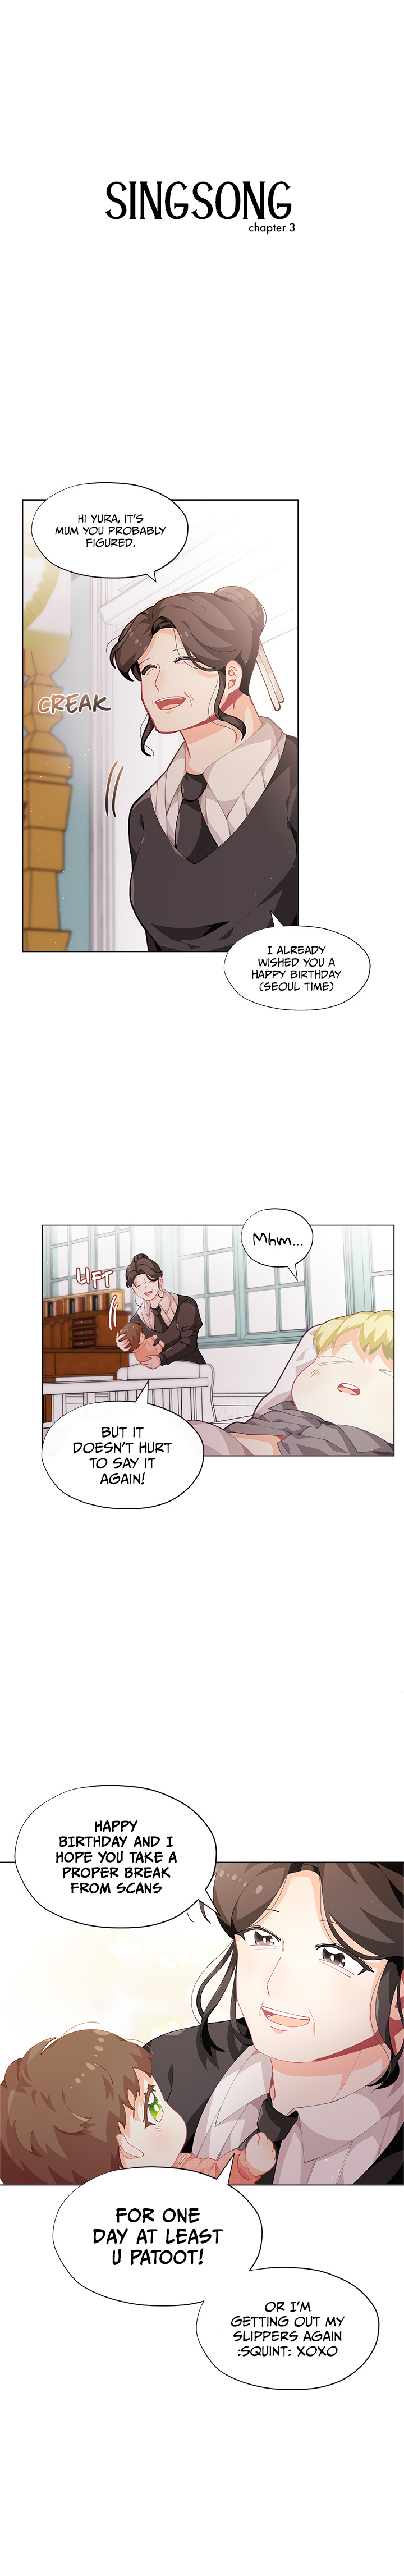 SINGSONG
chapter 3
HI YURA, IT'S
MUM YOU PROBABLY
FIGURED.
CREAK
I ALREADY
WISHED YOU A
HAPPY BIRTHDAY
(SEOUL TIME)
Mhm...
LIFT
BUT IT
DOESN'T HURT
TO SAY IT
AGAIN!
HAPPY
BIRTHDAY AND I
HOPE YOU TAKE A
PROPER BREAK
FROM SCANS
FOR ONE
DAY AT LEAST
U PATOOT!
OR I'M
GETTING OUT MY
SLIPPERS AGAIN
:SQUINT: XOXO